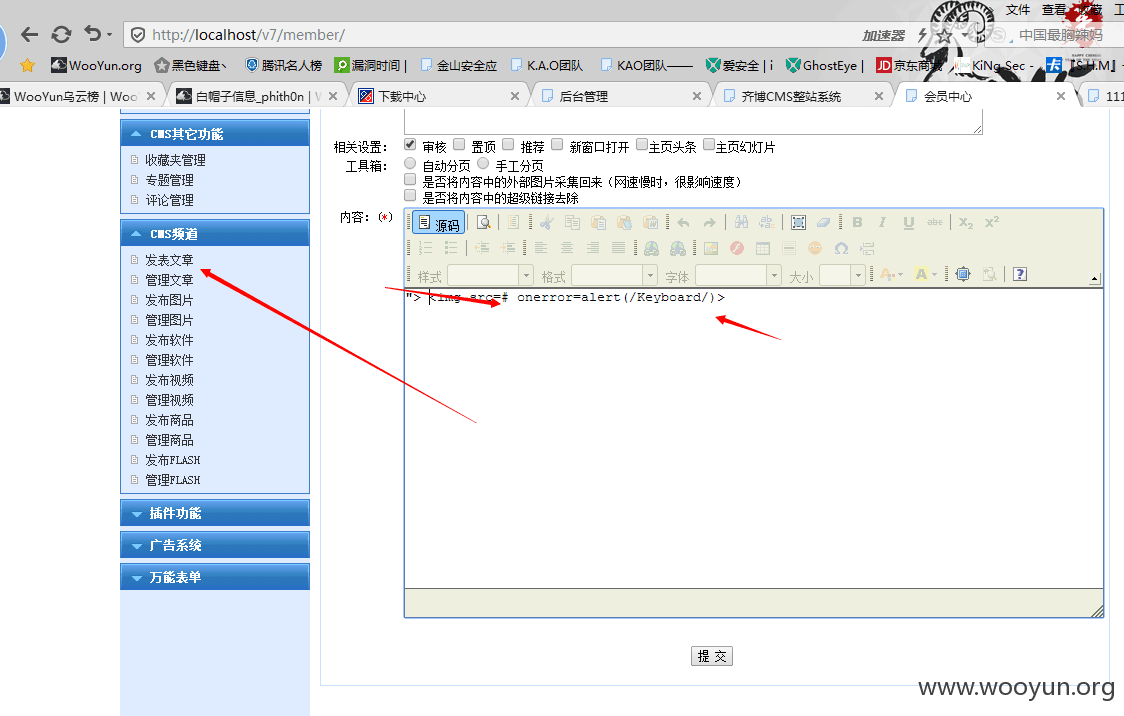 文件 查看 收藏 工
http://localhost/v7/member/
加速器
中国最胸辣妈
WooYun.org 黑色键盘丶 腾讯名人榜 漏洞时间 | 金山安全应 K.A.O团队 KAO团队—— 爱安全 | i GhostEye | 京东商城 KiNg_Sec - 『S.H.M』-
WooYun乌云榜 | Woo 白帽子信息_phith0n | W 下载中心 后台管理 齐博CMS整站系统 会员中心 111
CMS其它功能
收藏夹管理
专题管理
评论管理
CMS频道
发表文章
管理文章
发布图片
管理图片
发布软件
管理软件
发布视频
管理视频
发布商品
管理商品
发布FLASH
管理FLASH
插件功能
广告系统
万能表单
相关设置: 审核 置顶 推荐 新窗口打开 主页头条 主页幻灯片
工具箱: 自动分页 手工分页
是否将内容中的外部图片采集回来(网速慢时,很影响速度)
是否将内容中的超级链接去除
内容: (*)
源码
样式 格式 字体 大小
"> <img src=# onerror=alert(/Keyboard/)>
提 交
www.wooyun.org